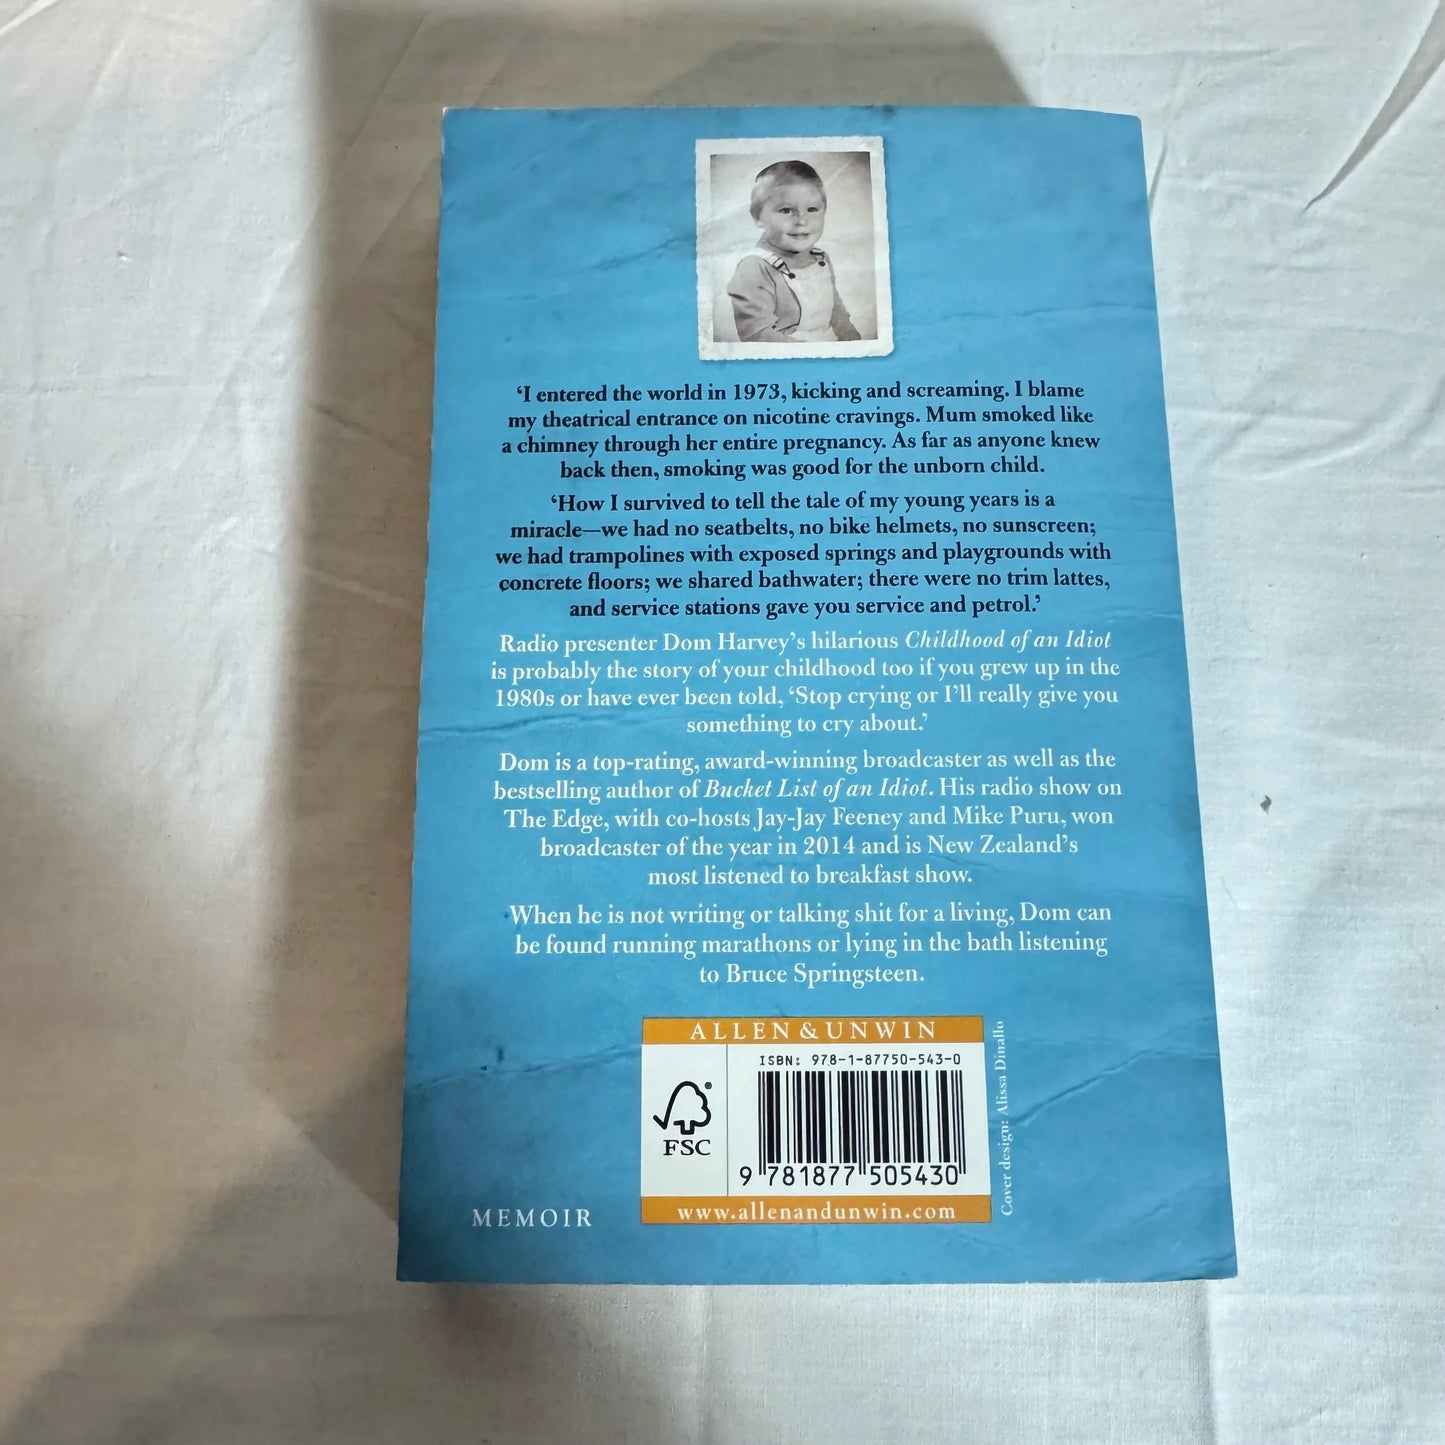 ‘I entered the world in 1973, kicking and screaming. I blame
my theatrical entrance on nicotine cravings. Mum smoked like
a chimney through her entire pregnancy. As far as anyone knew
back then, smoking was good for the unborn child.
‘How I survived to tell the tale of my young years is a
miracle—we had no seatbelts, no bike helmets, no sunscreen;
we had trampolines with exposed springs and playgrounds with
concrete floors; we shared bathwater; there were no trim lattes,
and service stations gave you service and petrol.’
Radio presenter Dom Harvey’s hilarious Childhood of an Idiot
is probably the story of your childhood too if you grew up in the
1980s or have ever been told, ‘Stop crying or I’ll really give you
something to cry about.’
Dom is a top-rating, award-winning broadcaster as well as the
bestselling author of Bucket List of an Idiot. His radio show on
The Edge, with co-hosts Jay-Jay Feeney and Mike Puru, won
broadcaster of the year in 2014 and is New Zealand’s
most listened to breakfast show.
When he is not writing or talking shit for a living, Dom can
be found running marathons or lying in the bath listening
to Bruce Springsteen.
ALLEN & UNWIN
ISBN: 978-1-87750-543-0
FSC
®
9 781877 505430
www.allenandunwin.com
Cover design: Alissa Dinallo
MEMOIR